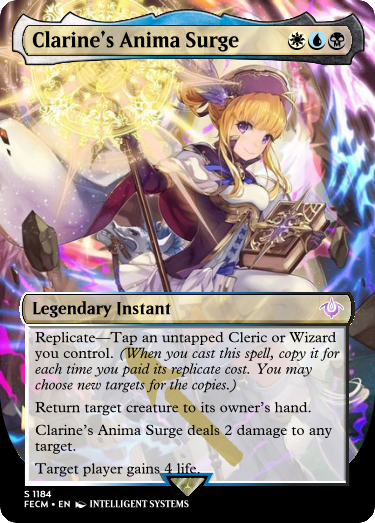 Clarine's Anima Surge
Legendary Instant
Replicate—Tap an untapped Cleric or Wizard
you control. (When you cast this spell, copy it for
each time you paid its replicate cost. You may
choose new targets for the copies.)
Return target creature to its owner's hand.
Clarine's Anima Surge deals 2 damage to any
target.
Target player gains 4 life.
S 1184
FECM • EN INTELLIGENT SYSTEMS